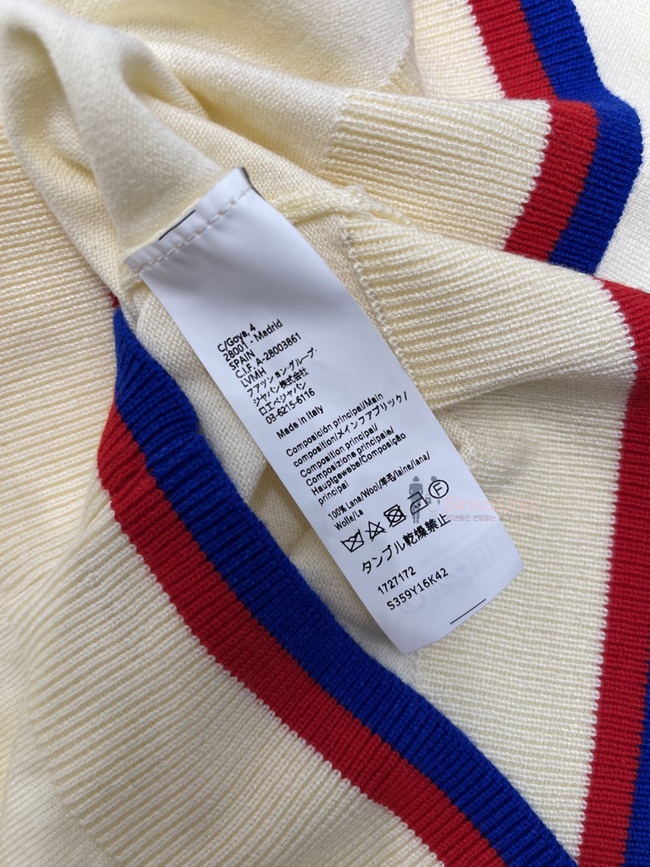 C/Goya, 4
28001 - Madrid
SPAIN
C.I.F. A-28003861
LVMH
ファッショングループ・
ジャパン株式会社
ロエベジャパン
03-6215-6116
Made in Italy
Composición principal/Main
composition/メインファブリック/
Composition principal/
Composizione principale/
Hauptgewebe/Composição
principal
100% Lana/Wool/羊毛/laine/lana/
Wolle/La
タンブル乾燥禁止
1727172
S359Y16K42